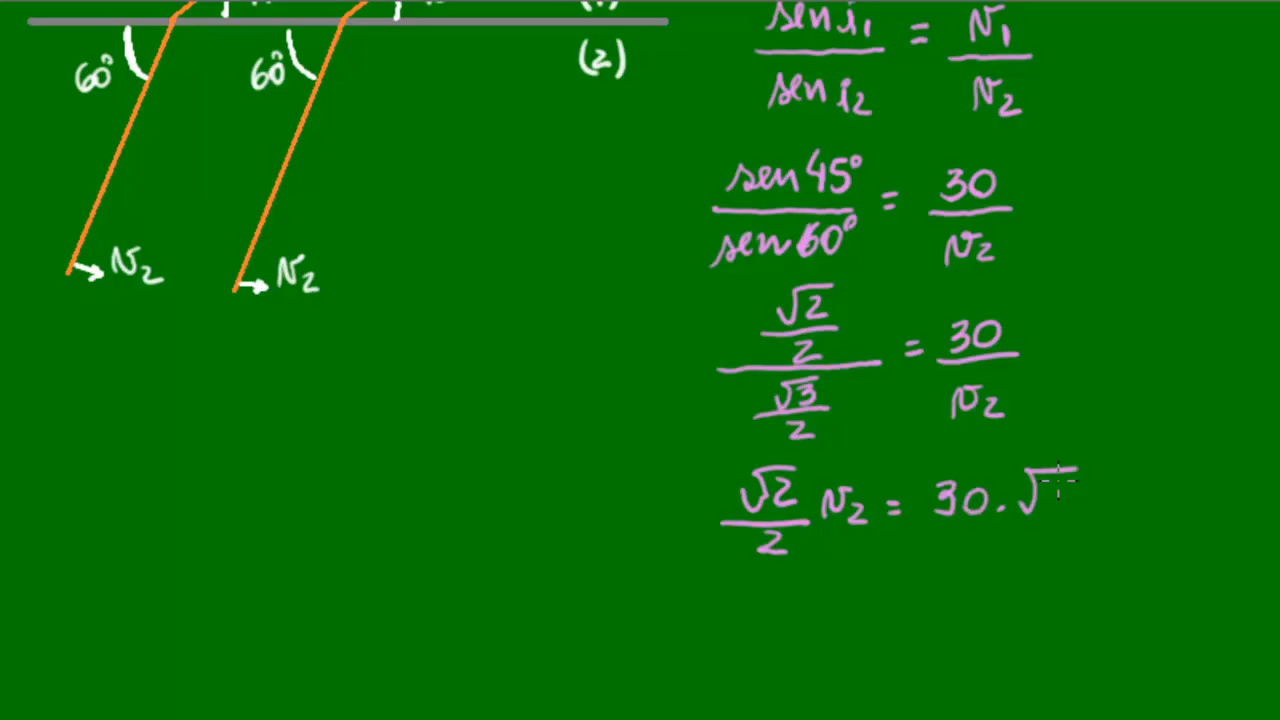 60° 60° (2)
v₂ v₂
sen i₁ / sen i₂ = v₁ / v₂
sen 45° / sen 60° = 30 / v₂
(√2/2) / (√3/2) = 30 / v₂
√2/2 v₂ = 30 . √